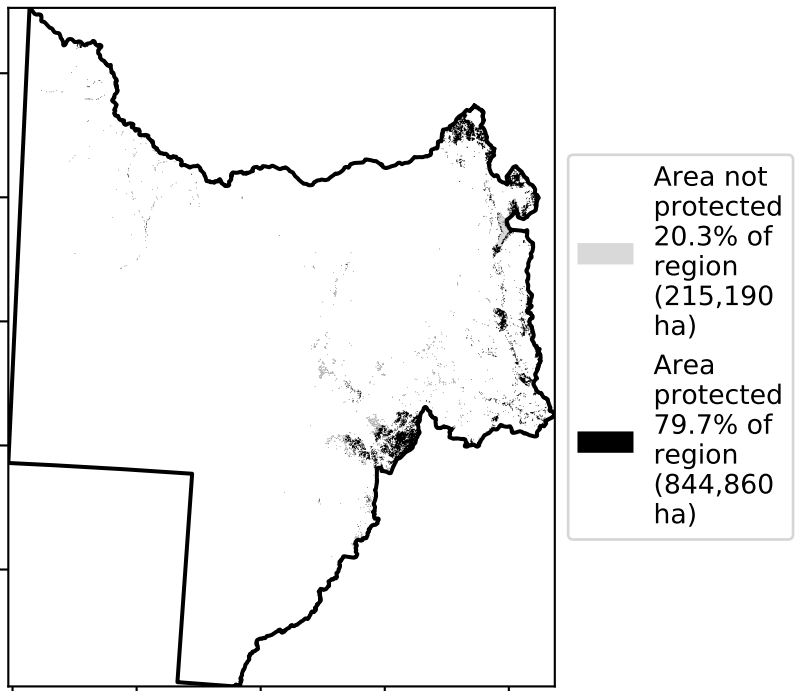 Area not
protected
20.3% of
region
(215,190
ha)
Area
protected
79.7% of
region
(844,860
ha)